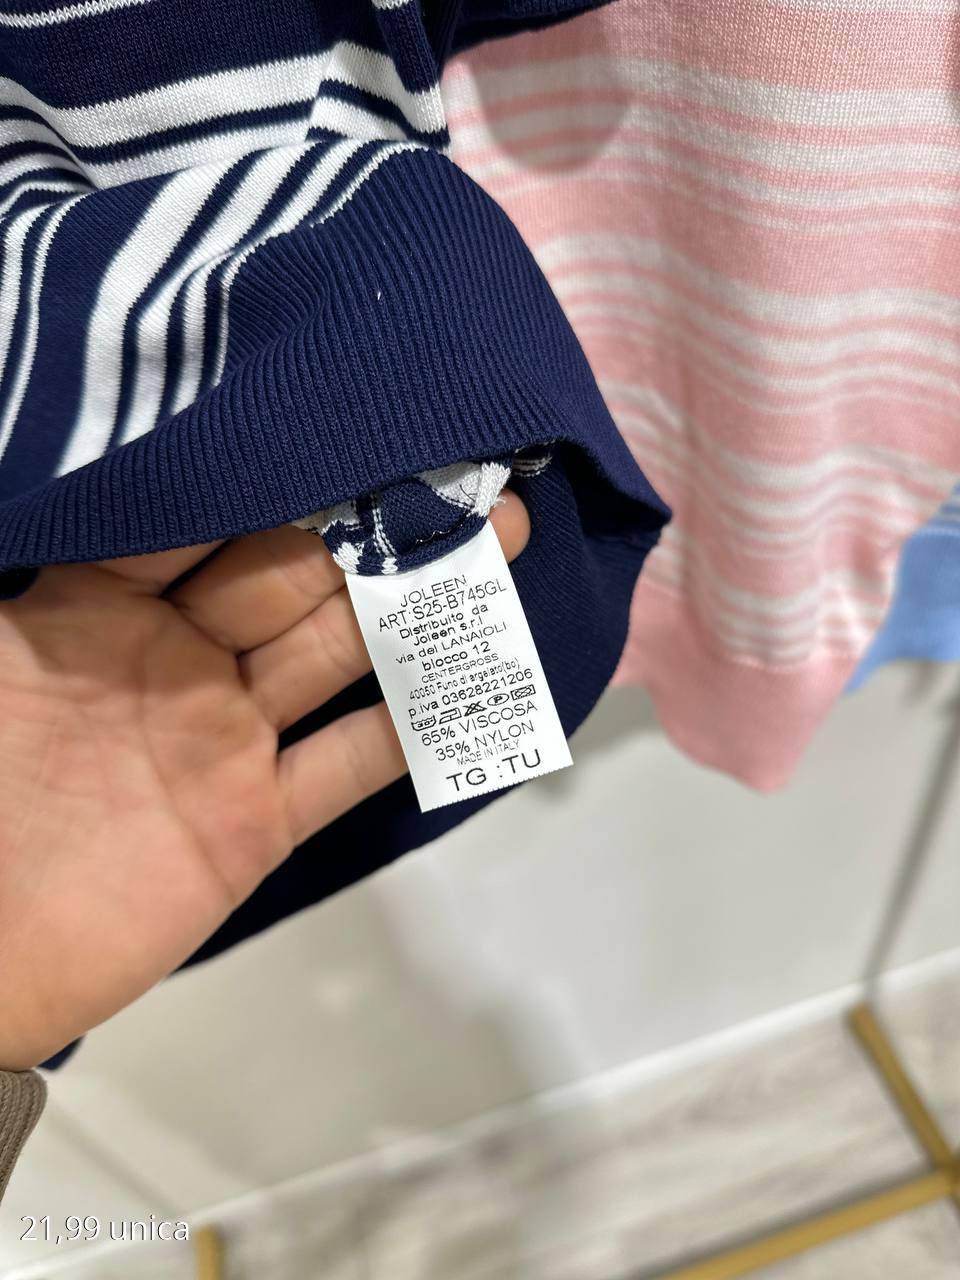 JOLEEN
ART:S25-B745GL
Distribuito da
Joleen s.r.l
via dei LANAIOLI
blocco 12
CENTERGROSS
40050 Funo di argelato(bo)
p.iva 03628221206
65% VISCOSA
35% NYLON
MADE IN ITALY
TG :TU
21,99 unica